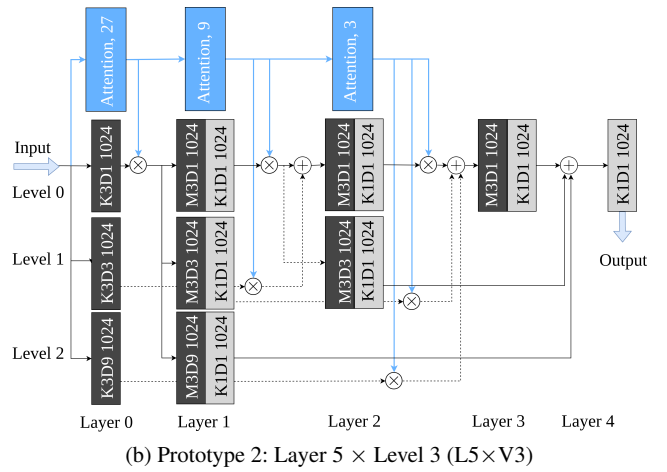 Attention, 27
Attention, 9
Attention, 3
Input
Level 0
K3D1 1024
M3D1 1024
K1D1 1024
M3D1 1024
K1D1 1024
M3D1 1024
K1D1 1024
K1D1 1024
Output
Level 1
K3D3 1024
M3D3 1024
K1D1 1024
M3D3 1024
K1D1 1024
Level 2
K3D9 1024
M3D9 1024
K1D1 1024
Layer 0
Layer 1
Layer 2
Layer 3
Layer 4
(b) Prototype 2: Layer 5 × Level 3 (L5×V3)